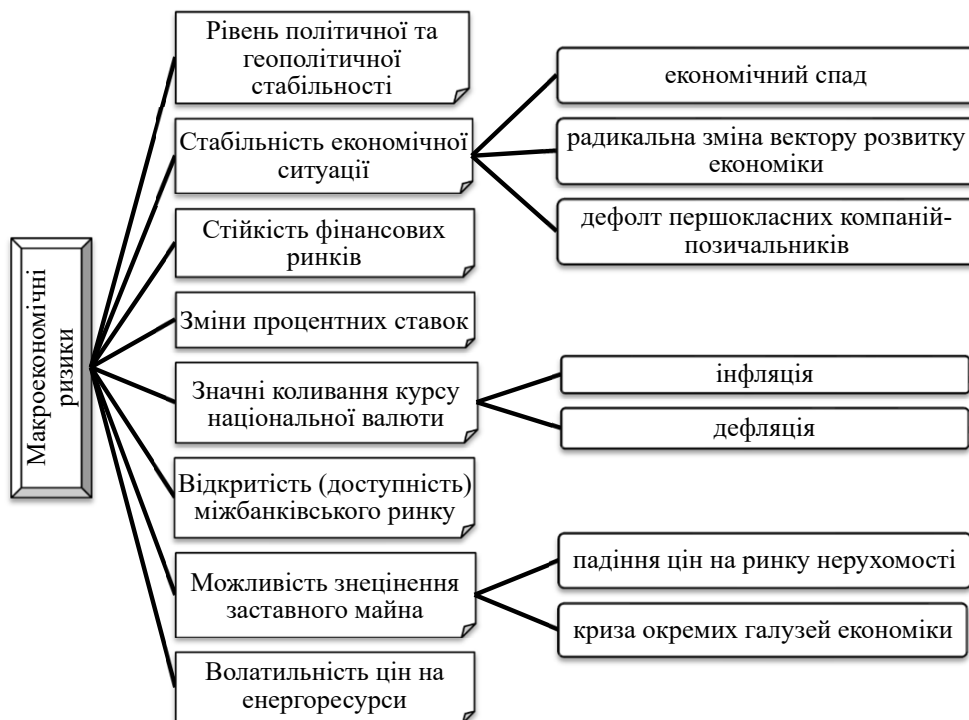 Макроекономічні
ризики
Рівень політичної та
геополітичної
стабільності
Стабільність економічної
ситуації
економічний спад
радикальна зміна вектору розвитку
економіки
дефолт першокласних компаній-
позичальників
Стійкість фінансових
ринків
Зміни процентних ставок
Значні коливання курсу
національної валюти
інфляція
дефляція
Відкритість (доступність)
міжбанківського ринку
Можливість знецінення
заставного майна
падіння цін на ринку нерухомості
криза окремих галузей економіки
Волатильність цін на
енергоресурси